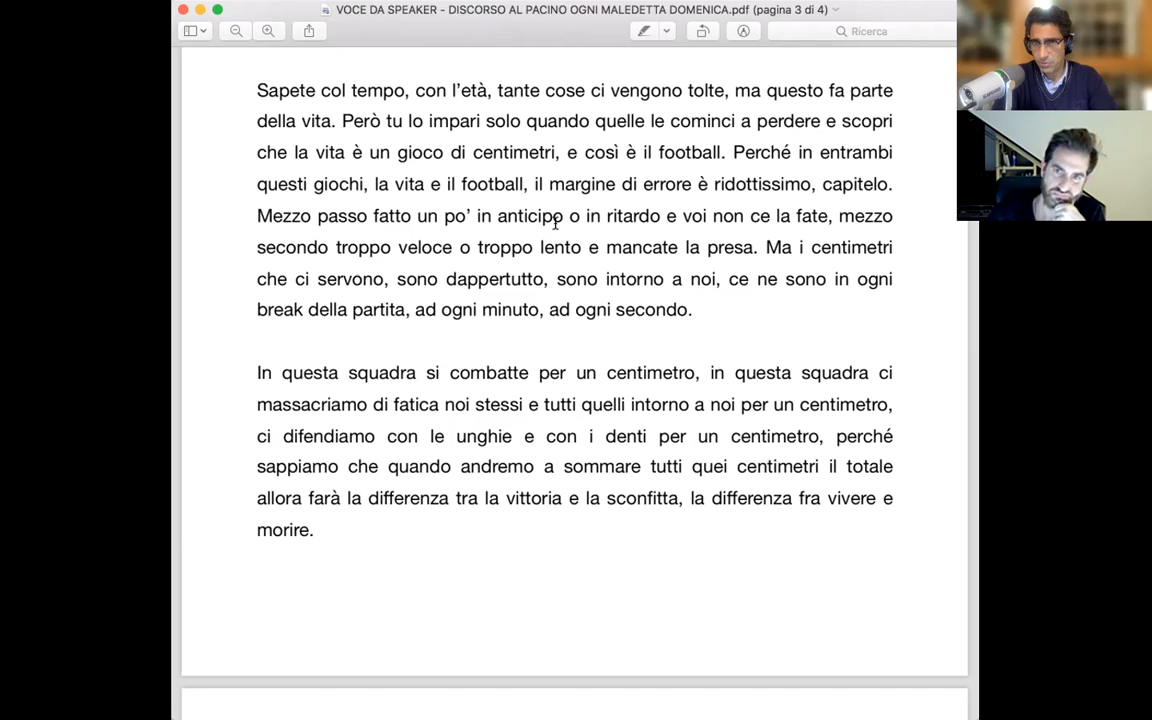 VOCE DA SPEAKER - DISCORSO AL PACINO OGNI MALEDETTA DOMENICA.pdf (pagina 3 di 4)
Ricerca
Sapete col tempo, con l’età, tante cose ci vengono tolte, ma questo fa parte
della vita. Però tu lo impari solo quando quelle le cominci a perdere e scopri
che la vita è un gioco di centimetri, e così è il football. Perché in entrambi
questi giochi, la vita e il football, il margine di errore è ridottissimo, capitelo.
Mezzo passo fatto un po’ in anticipo o in ritardo e voi non ce la fate, mezzo
secondo troppo veloce o troppo lento e mancate la presa. Ma i centimetri
che ci servono, sono dappertutto, sono intorno a noi, ce ne sono in ogni
break della partita, ad ogni minuto, ad ogni secondo.
In questa squadra si combatte per un centimetro, in questa squadra ci
massacriamo di fatica noi stessi e tutti quelli intorno a noi per un centimetro,
ci difendiamo con le unghie e con i denti per un centimetro, perché
sappiamo che quando andremo a sommare tutti quei centimetri il totale
allora farà la differenza tra la vittoria e la sconfitta, la differenza fra vivere e
morire.